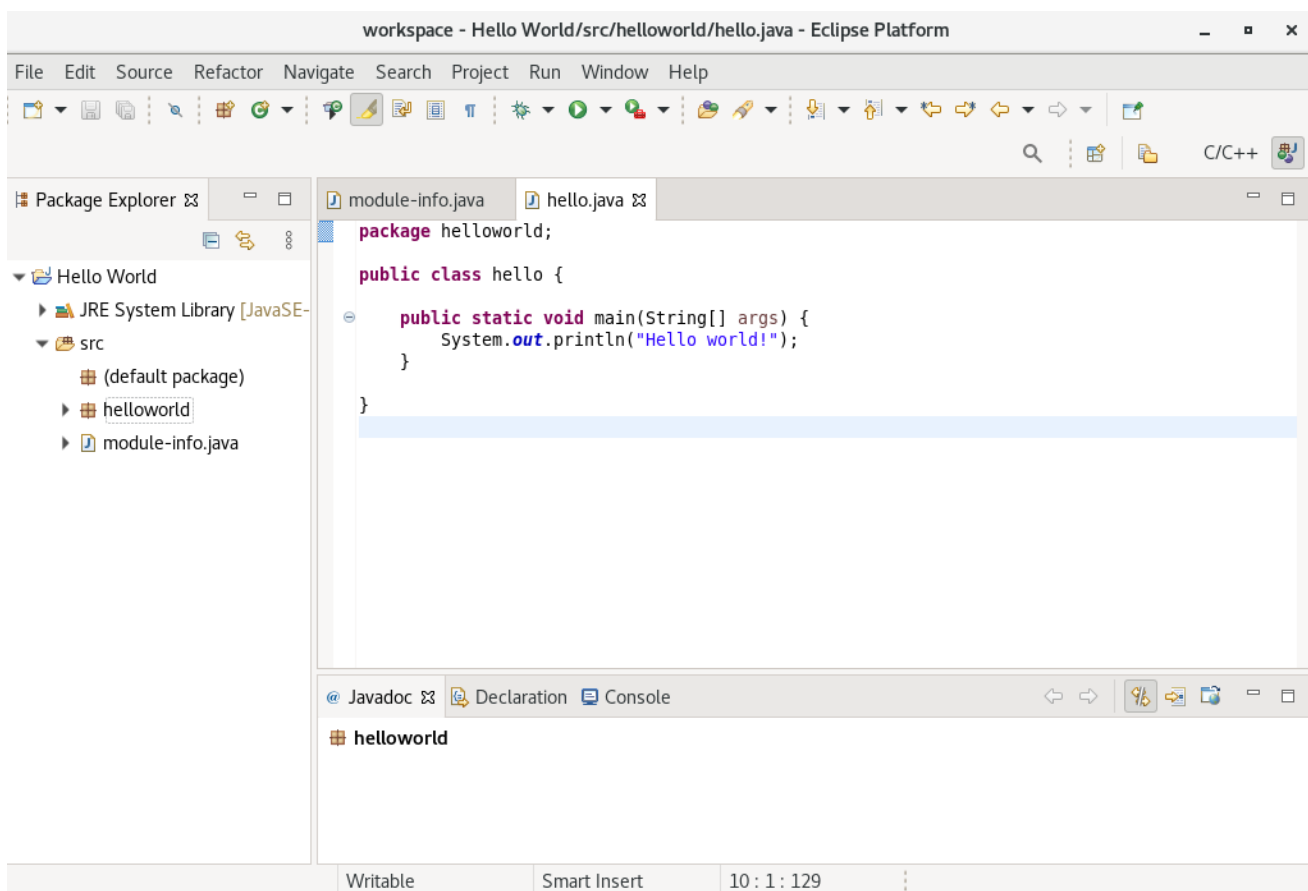 workspace - Hello World/src/helloworld/hello.java - Eclipse Platform
File Edit Source Refactor Navigate Search Project Run Window Help
C/C++
Package Explorer
module-info.java
hello.java
Hello World
JRE System Library [JavaSE-
src
(default package)
helloworld
module-info.java
package helloworld;
public class hello {
public static void main(String[] args) {
System.out.println("Hello world!");
}
}
@ Javadoc
Declaration
Console
helloworld
Writable
Smart Insert
10 : 1 : 129